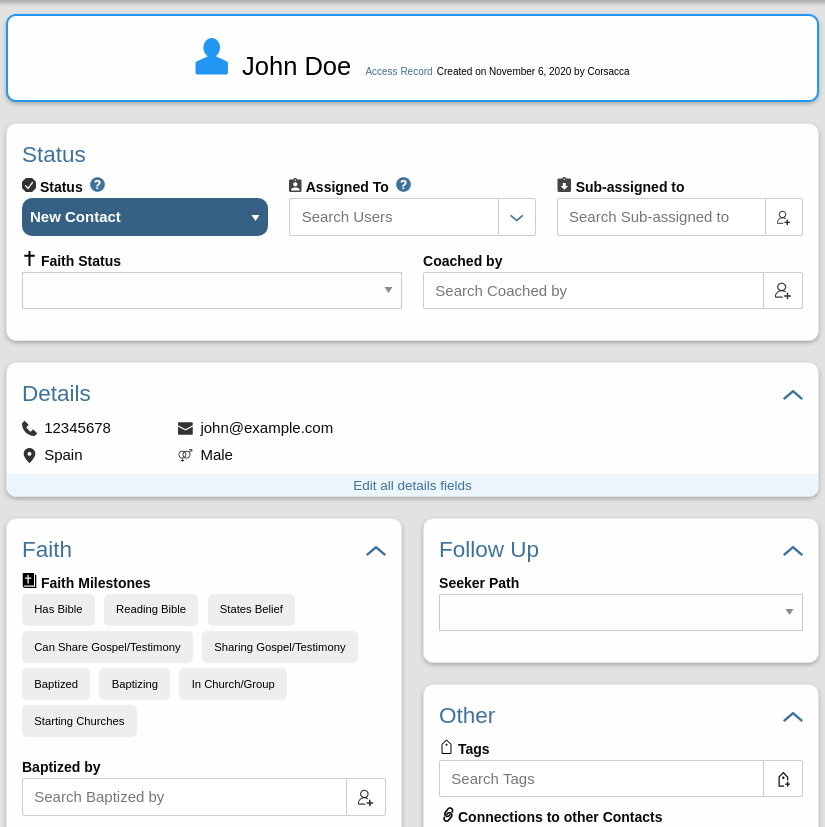 John Doe Access Record Created on November 6, 2020 by Corsacca
Status
Status ? Assigned To ? Sub-assigned to
New Contact Search Users Search Sub-assigned to
Faith Status Coached by
Search Coached by
Details
12345678 john@example.com
Spain Male
Edit all details fields
Faith
Faith Milestones
Has Bible Reading Bible States Belief
Can Share Gospel/Testimony Sharing Gospel/Testimony
Baptized Baptizing In Church/Group
Starting Churches
Baptized by
Search Baptized by
Follow Up
Seeker Path
Other
Tags
Search Tags
Connections to other Contacts